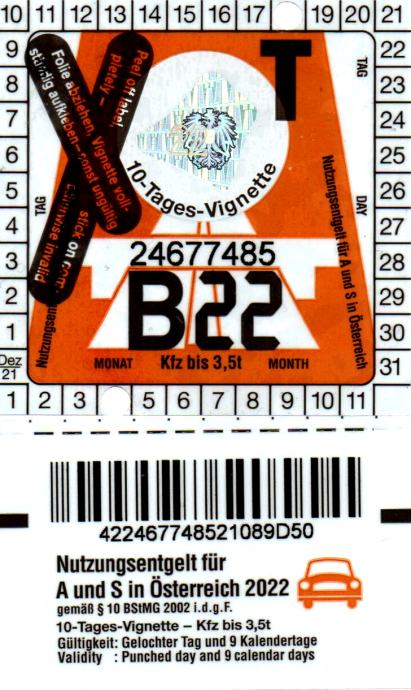 10 11 12 13 14 15 16 17 19 20 21
9 22
8 23
7 24
6 25
5 26
4 27
3 28
2 29
1 30
Dez 21 31
1 2 3 5 6 7 8 9 10 11
Peel off label
pletely –
stick on
otherwise invalid
Folie abziehen, Vignette voll-
ständig aufkleben– sonst ungültig
T
TAG
TAG
DAY
10-Tages-Vignette
24677485
B22
Nutzungsentgelt für A und S in Österreich
MONAT Kfz bis 3,5t MONTH
422467748521089D50
Nutzungsentgelt für
A und S in Österreich 2022
gemäß § 10 BStMG 2002 i.d.g.F.
10-Tages-Vignette – Kfz bis 3,5t
Gültigkeit: Gelochter Tag und 9 Kalendertage
Validity : Punched day and 9 calendar days